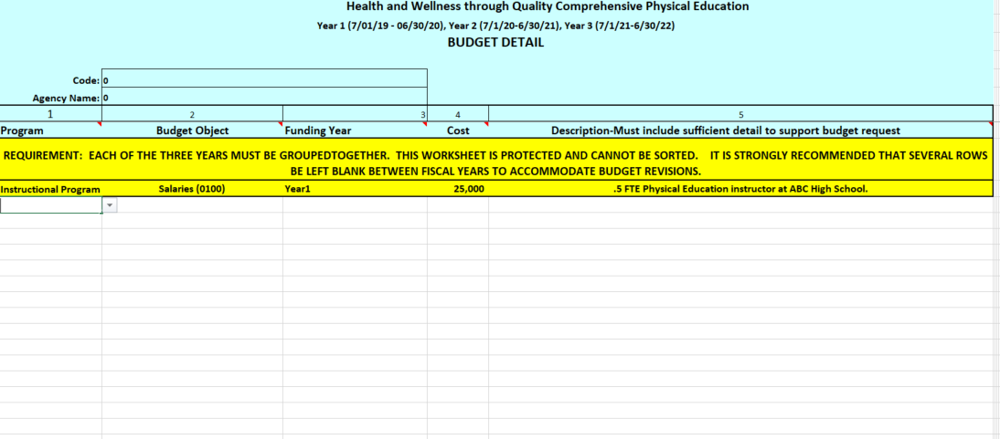 Health and Wellness through Quality Comprehensive Physical Education
Year 1 (7/01/19 - 06/30/20), Year 2 (7/1/20-6/30/21), Year 3 (7/1/21-6/30/22)
BUDGET DETAIL
Code: 0
Agency Name: 0
1 2 3 4 5
Program Budget Object Funding Year Cost Description-Must include sufficient detail to support budget request
REQUIREMENT: EACH OF THE THREE YEARS MUST BE GROUPEDTOGETHER. THIS WORKSHEET IS PROTECTED AND CANNOT BE SORTED. IT IS STRONGLY RECOMMENDED THAT SEVERAL ROWS
BE LEFT BLANK BETWEEN FISCAL YEARS TO ACCOMMODATE BUDGET REVISIONS.
Instructional Program Salaries (0100) Year1 25,000 .5 FTE Physical Education instructor at ABC High School.